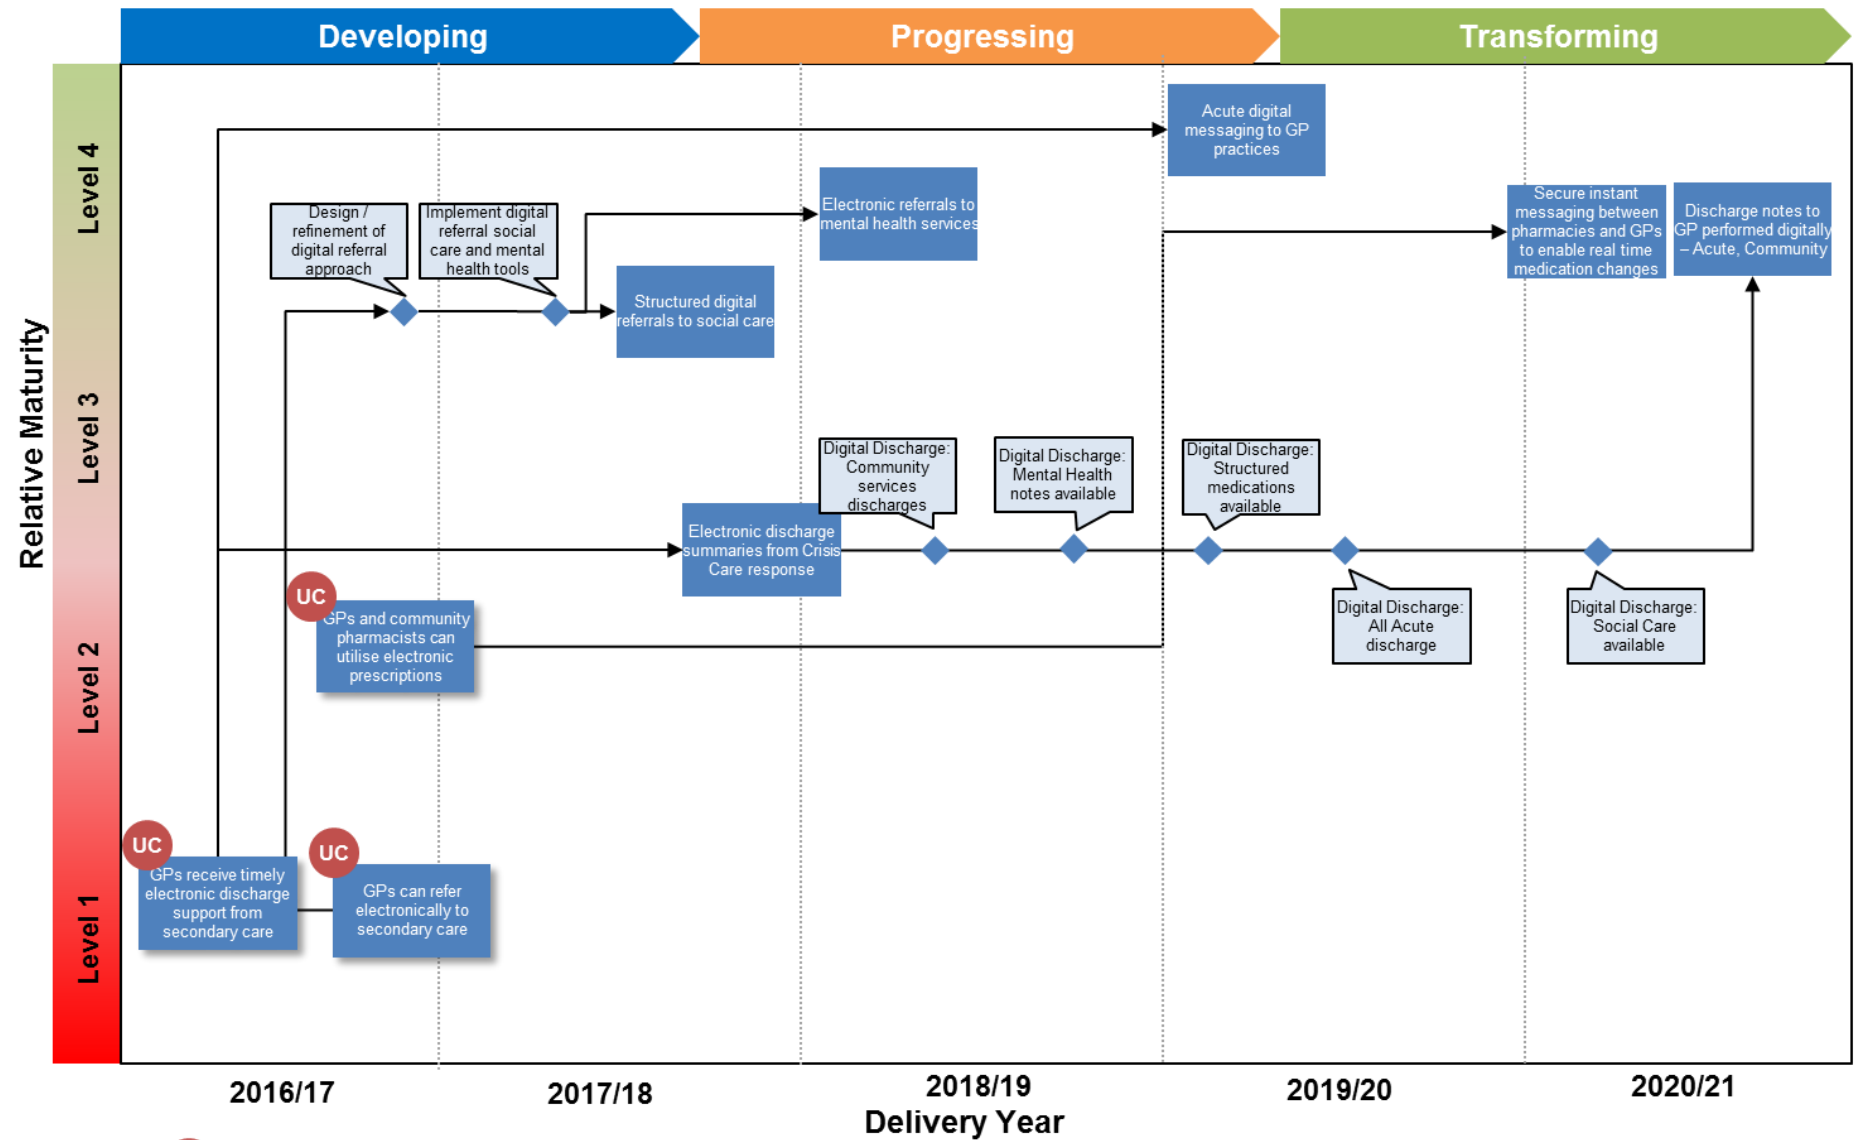 Developing
Progressing
Transforming
Relative Maturity
Level 4
Level 3
Level 2
Level 1
Acute digital
messaging to GP
practices
Electronic referrals to
mental health services
Secure instant
messaging between
pharmacies and GPs
to enable real time
medication changes
Discharge notes to
GP performed digitally
– Acute, Community
Design /
refinement of
digital referral
approach
Implement digital
referral social
care and mental
health tools
Structured digital
referrals to social care
Digital Discharge:
Community
services
discharges
Digital Discharge:
Mental Health
notes available
Digital Discharge:
Structured
medications
available
Electronic discharge
summaries from Crisis
Care response
UC
GPs and community
pharmacists can
utilise electronic
prescriptions
Digital Discharge:
All Acute
discharge
Digital Discharge:
Social Care
available
UC
GPs receive timely
electronic discharge
support from
secondary care
UC
GPs can refer
electronically to
secondary care
2016/17
2017/18
2018/19
2019/20
2020/21
Delivery Year